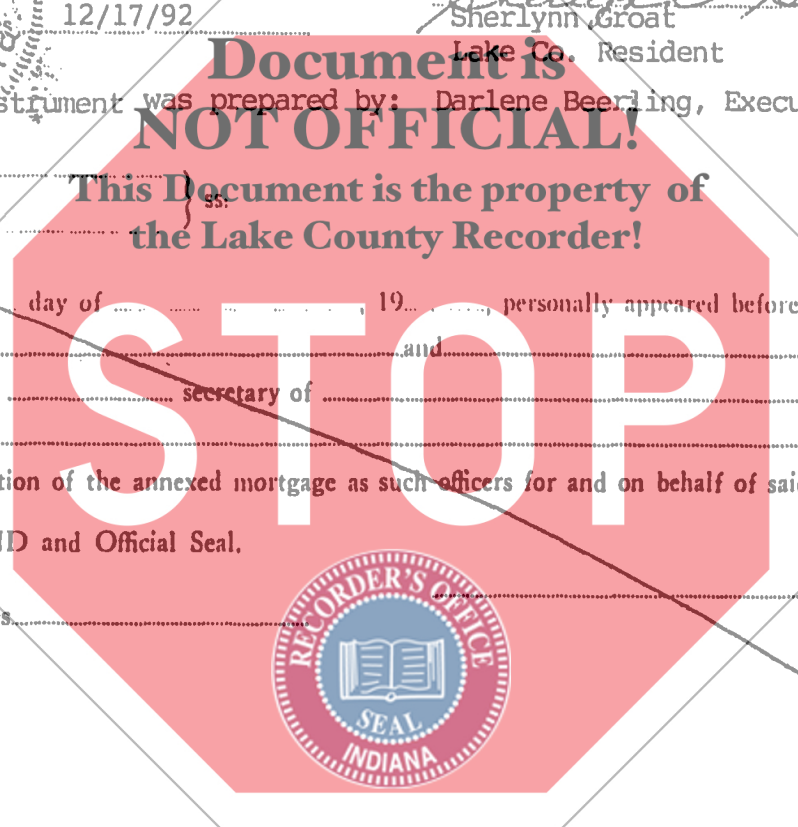 12/17/92
Sherlynn Groat
Lake Co. Resident
Document is
strument was prepared by: Darlene Beerling, Execu
NOT OFFICIAL!
This Document is the property of
ss:
the Lake County Recorder!
day of , 19 , personally appeared before
and
STOP
secretary of
tion of the annexed mortgage as such officers for and on behalf of said
ND and Official Seal.
s
RECORDER'S OFFICE
SEAL
INDIANA